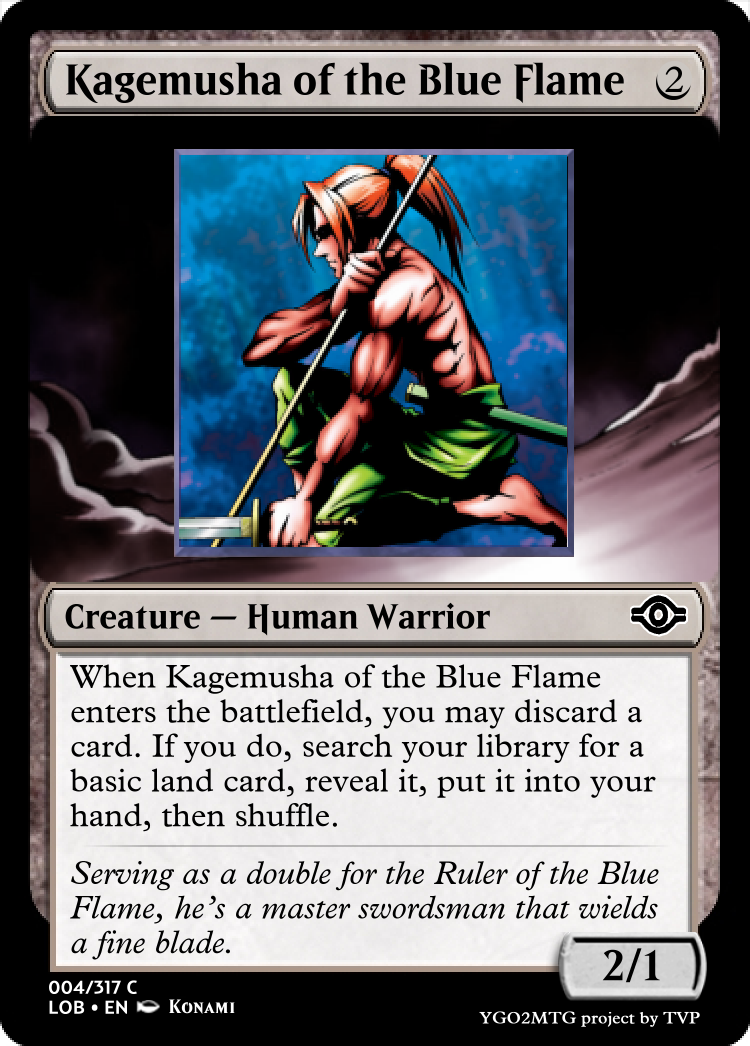 Kagemusha of the Blue Flame 2
Creature — Human Warrior
When Kagemusha of the Blue Flame
enters the battlefield, you may discard a
card. If you do, search your library for a
basic land card, reveal it, put it into your
hand, then shuffle.
Serving as a double for the Ruler of the Blue
Flame, he's a master swordsman that wields
a fine blade.
2/1
004/317 C
LOB • EN KONAMI
YGO2MTG project by TVP